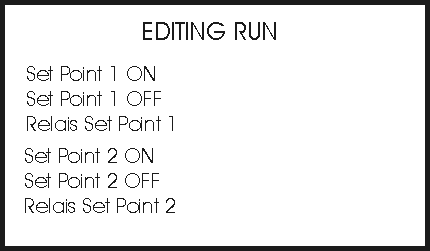 EDITING RUN
Set Point 1 ON
Set Point 1 OFF
Relais Set Point 1
Set Point 2 ON
Set Point 2 OFF
Relais Set Point 2